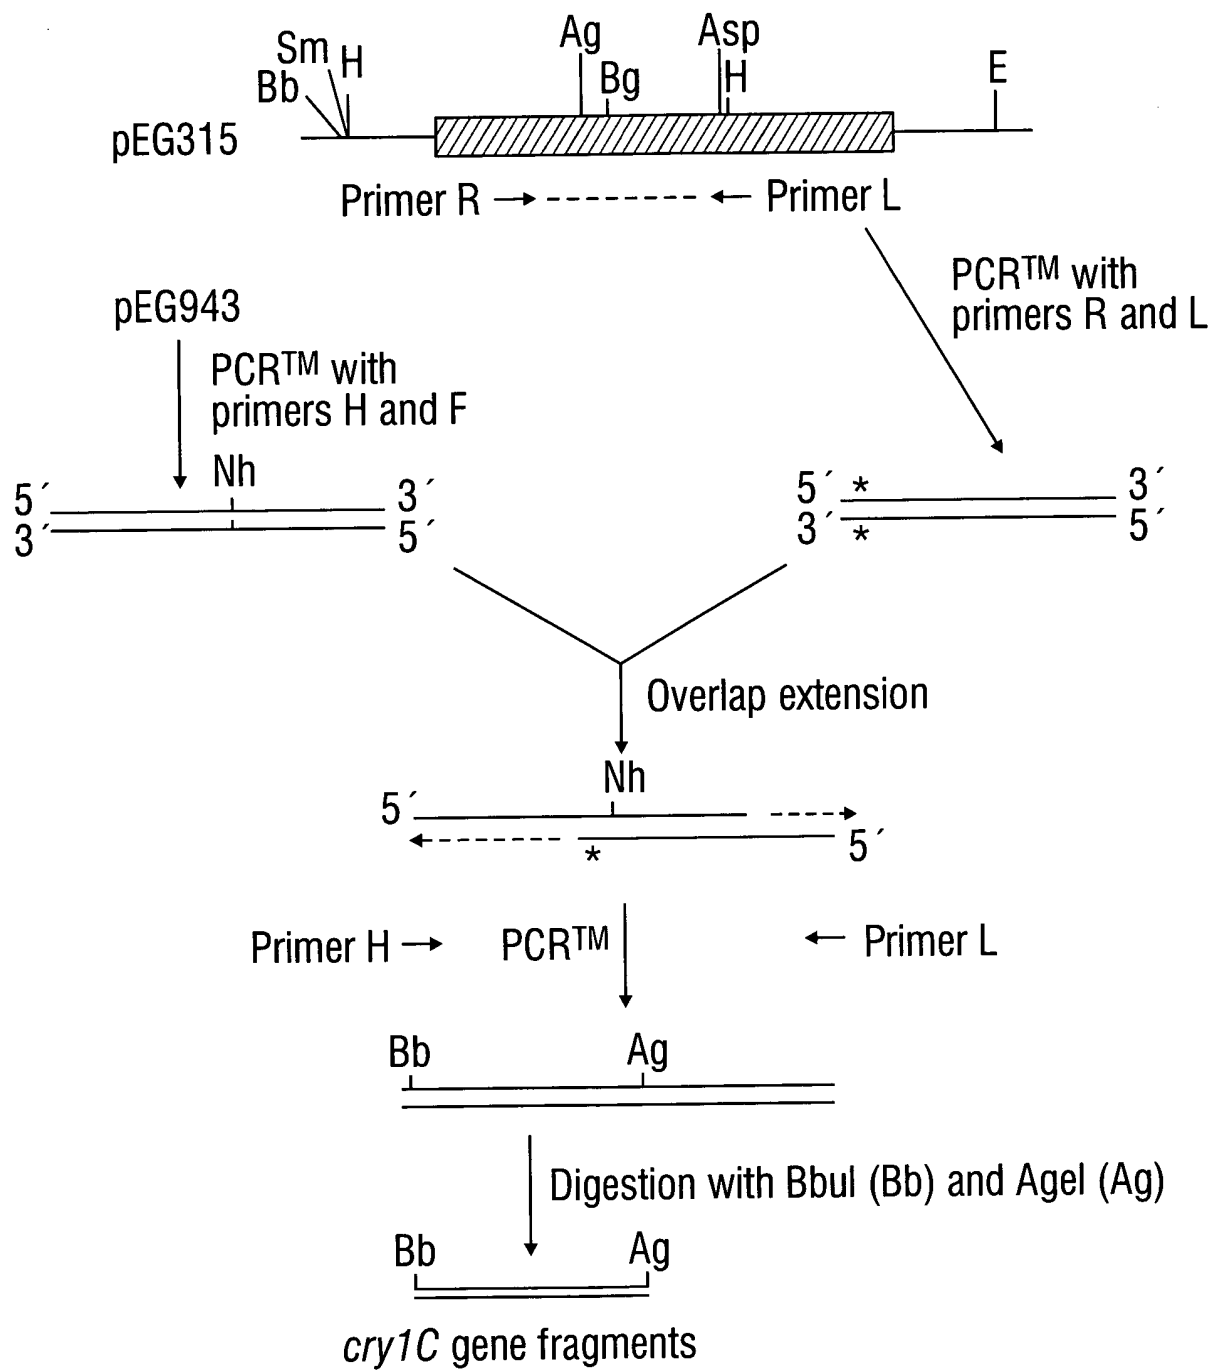 Sm H Ag Asp
Bb Bg H E
pEG315
Primer R Primer L
PCR™ with
primers R and L
pEG943
PCR™ with
primers H and F
Nh
5´ 3´
3´ 5´
5´ * 3´
3´ * 5´
Overlap extension
Nh
5´
* 5´
Primer H PCR™ Primer L
Bb Ag
Digestion with BbuI (Bb) and AgeI (Ag)
Bb Ag
cry1C gene fragments